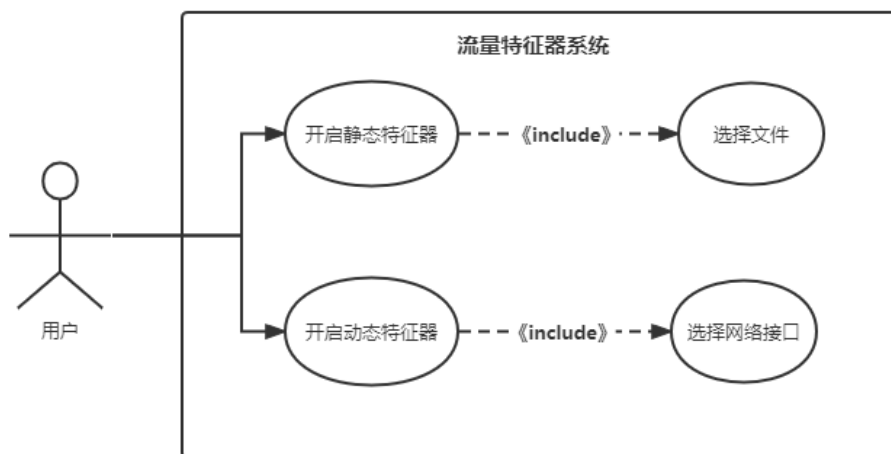 流量特征器系统
开启静态特征器
《include》
选择文件
用户
开启动态特征器
《include》
选择网络接口